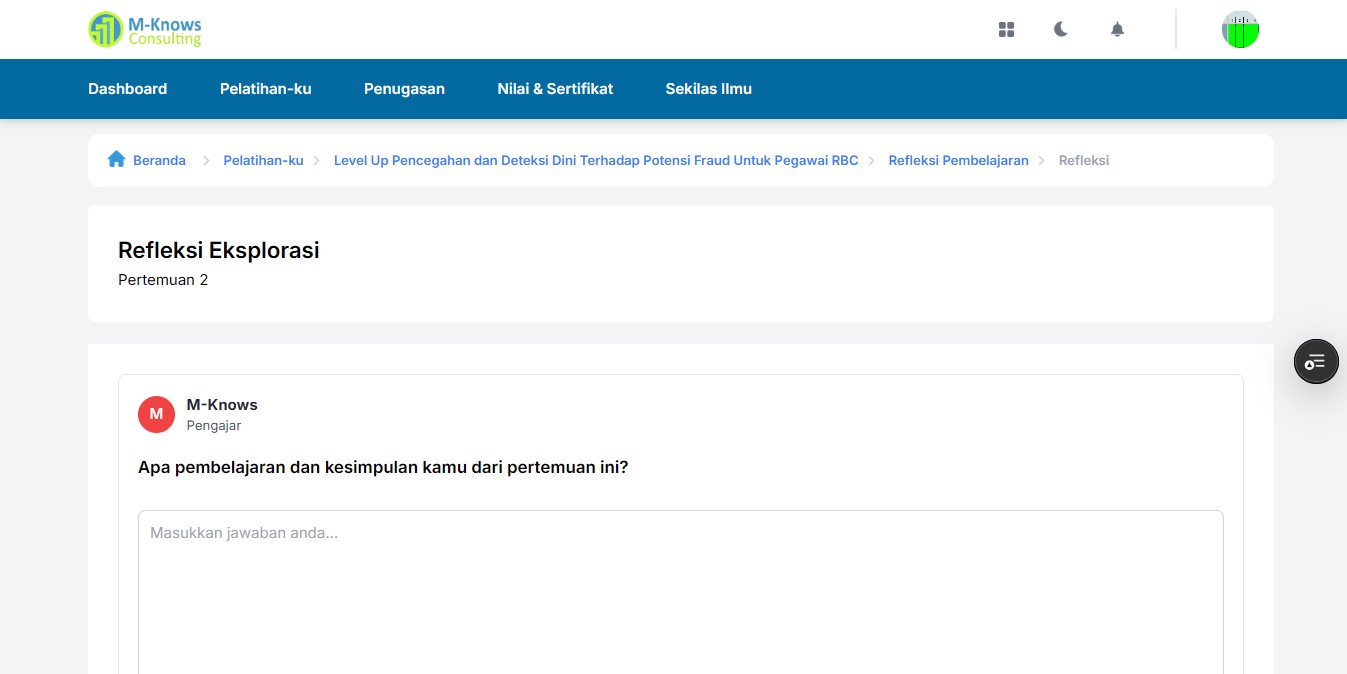 M-Knows
Consulting
Dashboard Pelatihan-ku Penugasan Nilai & Sertifikat Sekilas Ilmu
Beranda Pelatihan-ku Level Up Pencegahan dan Deteksi Dini Terhadap Potensi Fraud Untuk Pegawai RBC Refleksi Pembelajaran Refleksi
Refleksi Eksplorasi
Pertemuan 2
M
M-Knows
Pengajar
Apa pembelajaran dan kesimpulan kamu dari pertemuan ini?
Masukkan jawaban anda...